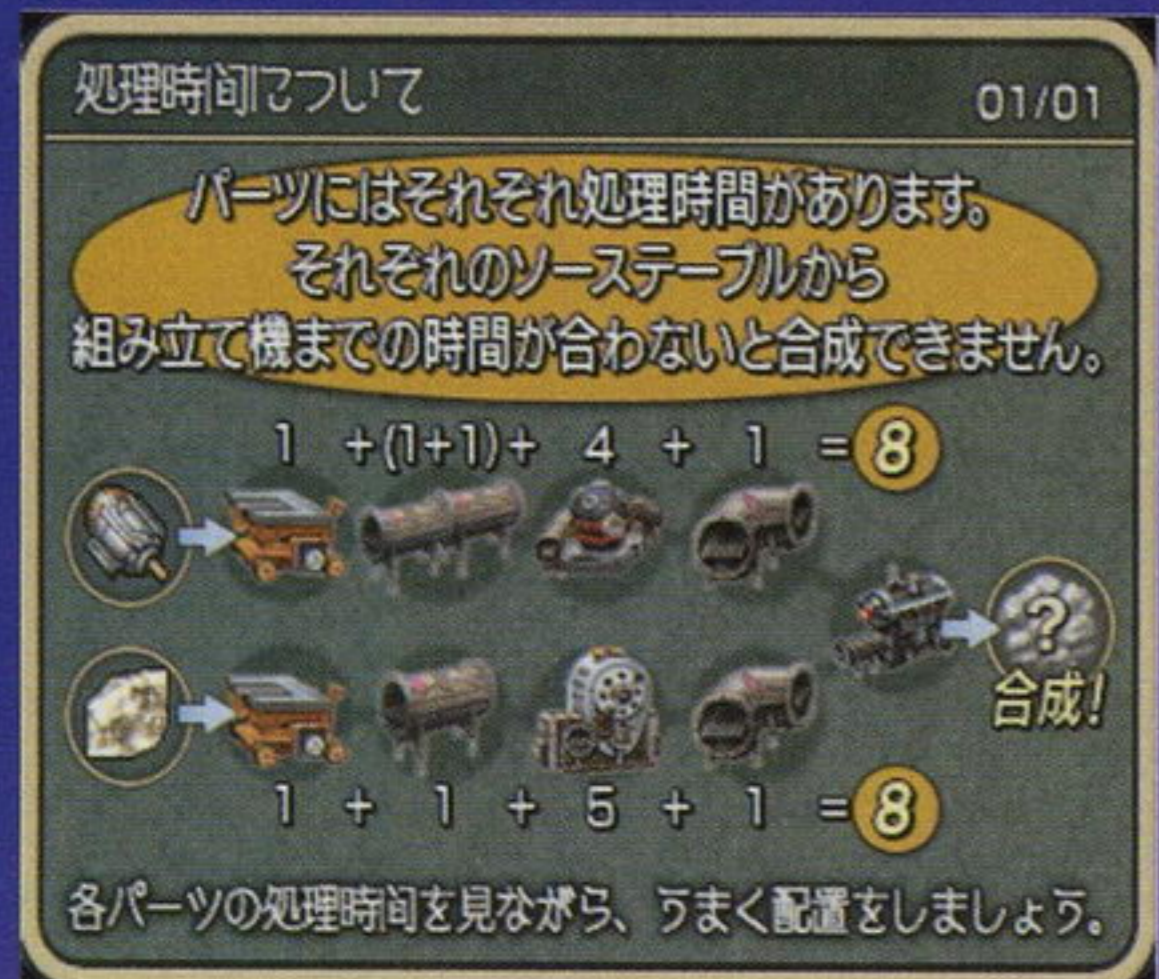 処理時間について 01/01
パーツにはそれぞれ処理時間があります。
それぞれのソーステーブルから
組み立て機までの時間が合わないと合成できません。
1 +(1+1)+ 4 + 1 =8
?
合成!
1 + 1 + 5 + 1 =8
各パーツの処理時間を見ながら、うまく配置をしましょう。